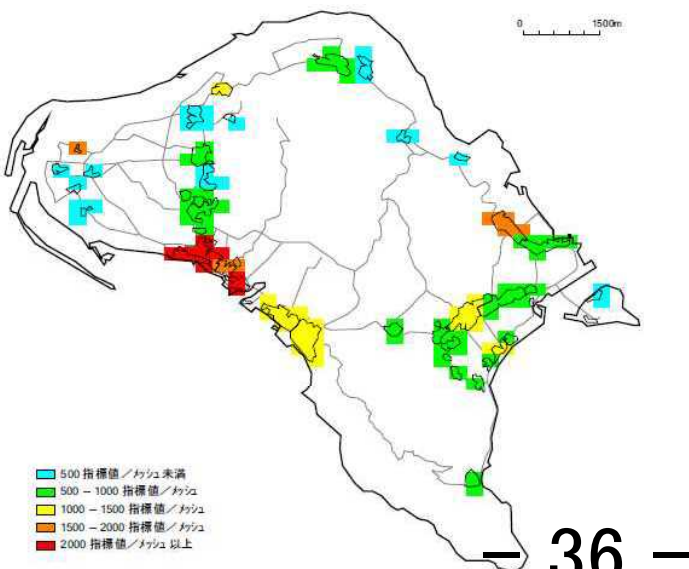 0 1500m
500 指標値／メッシュ未満
500 – 1000 指標値／メッシュ
1000 – 1500 指標値／メッシュ
1500 – 2000 指標値／メッシュ
2000 指標値／メッシュ 以上
– 36 –